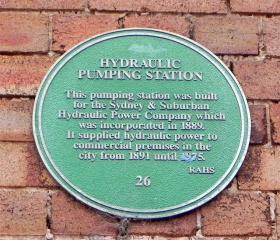 HYDRAULIC
PUMPING STATION
This pumping station was built
for the Sydney & Suburban
Hydraulic Power Company which
was incorporated in 1889.
It supplied hydraulic power to
commercial premises in the
city from 1891 until 75.
RAHS
26